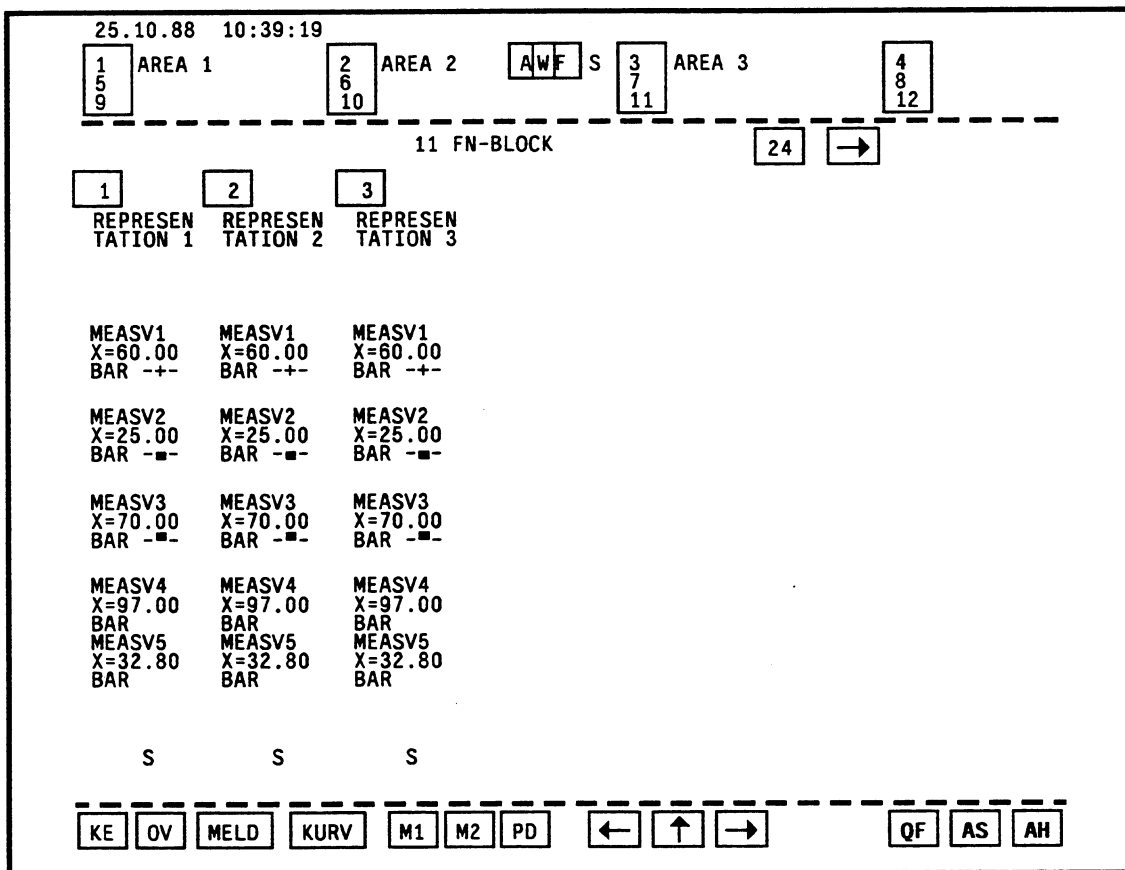 25.10.88 10:39:19
1 AREA 1 2 AREA 2 A W F S 3 AREA 3 4
5 6 7 8
9 10 11 12
11 FN-BLOCK 24 →
1 2 3
REPRESEN REPRESEN REPRESEN
TATION 1 TATION 2 TATION 3
MEASV1 MEASV1 MEASV1
X=60.00 X=60.00 X=60.00
BAR -+- BAR -+- BAR -+-
MEASV2 MEASV2 MEASV2
X=25.00 X=25.00 X=25.00
BAR -▪- BAR -▪- BAR -▪-
MEASV3 MEASV3 MEASV3
X=70.00 X=70.00 X=70.00
BAR -▪- BAR -▪- BAR -▪-
MEASV4 MEASV4 MEASV4
X=97.00 X=97.00 X=97.00
BAR BAR BAR
MEASV5 MEASV5 MEASV5
X=32.80 X=32.80 X=32.80
BAR BAR BAR
S S S
KE OV MELD KURV M1 M2 PD ← ↑ → QF AS AH